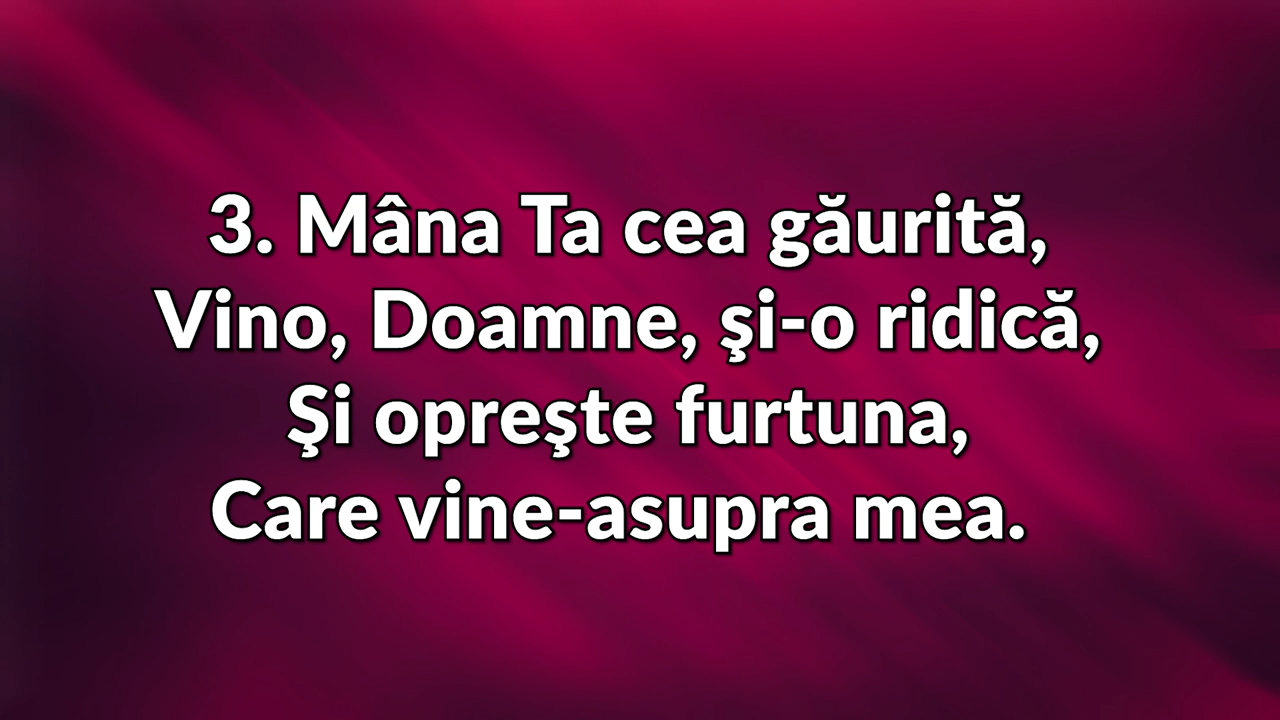 3. Mâna Ta cea găurită,
Vino, Doamne, şi-o ridică,
Şi opreşte furtuna,
Care vine-asupra mea.